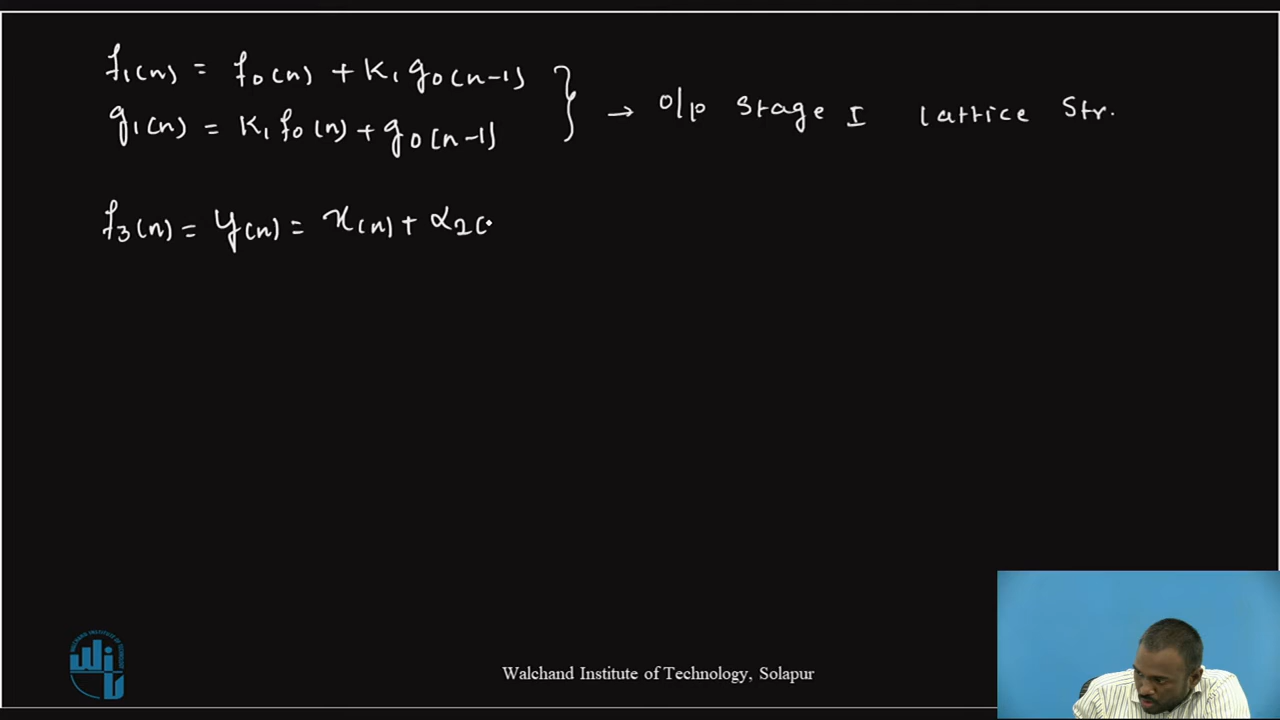 f₁(n) = f₀(n) + K₁ g₀(n-1)
g₁(n) = K₁ f₀(n) + g₀(n-1)
} → O/P Stage I Lattice Str.
f₃(n) = y(n) = x(n) + α₂(
Walchand Institute of Technology, Solapur